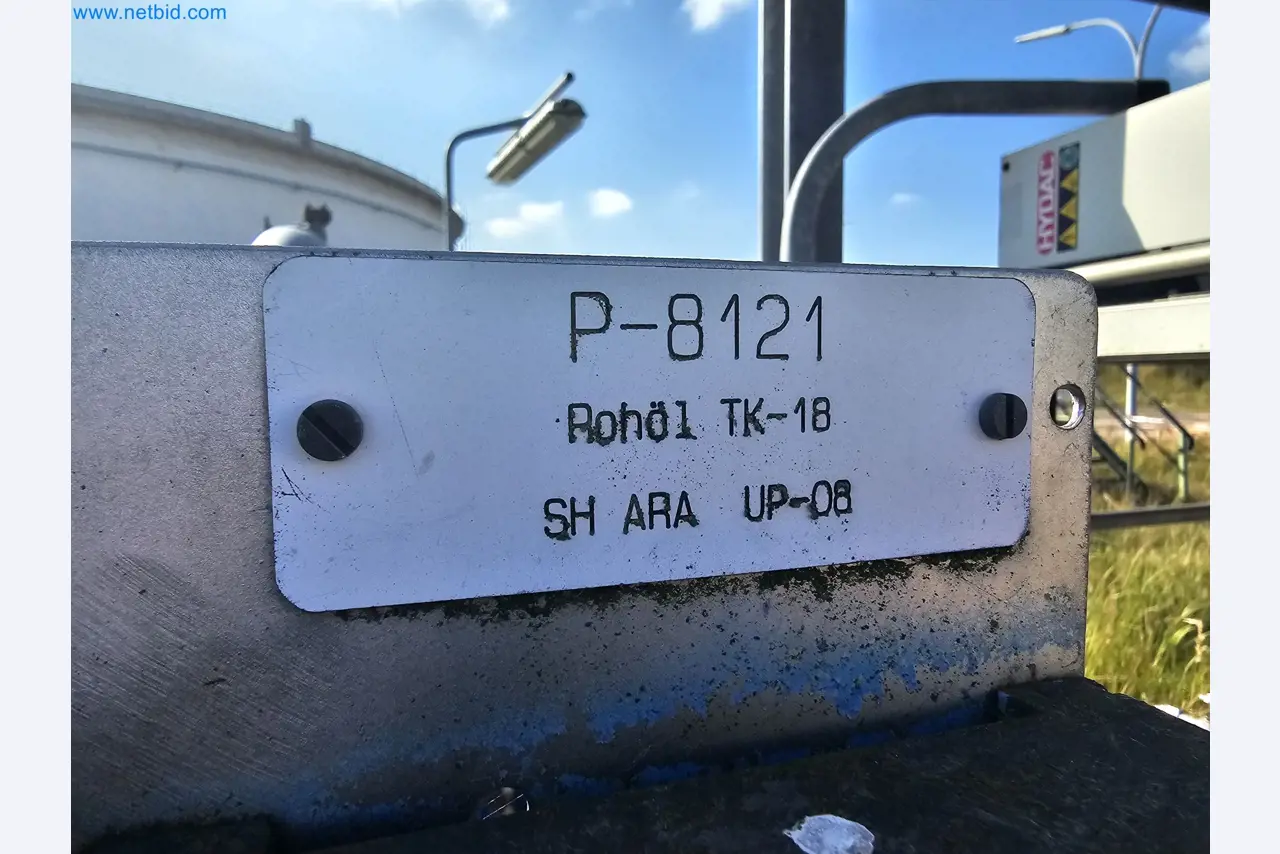 www.netbid.com
HYDAC
P-8121
Rohöl TK-18
SH ARA UP-08